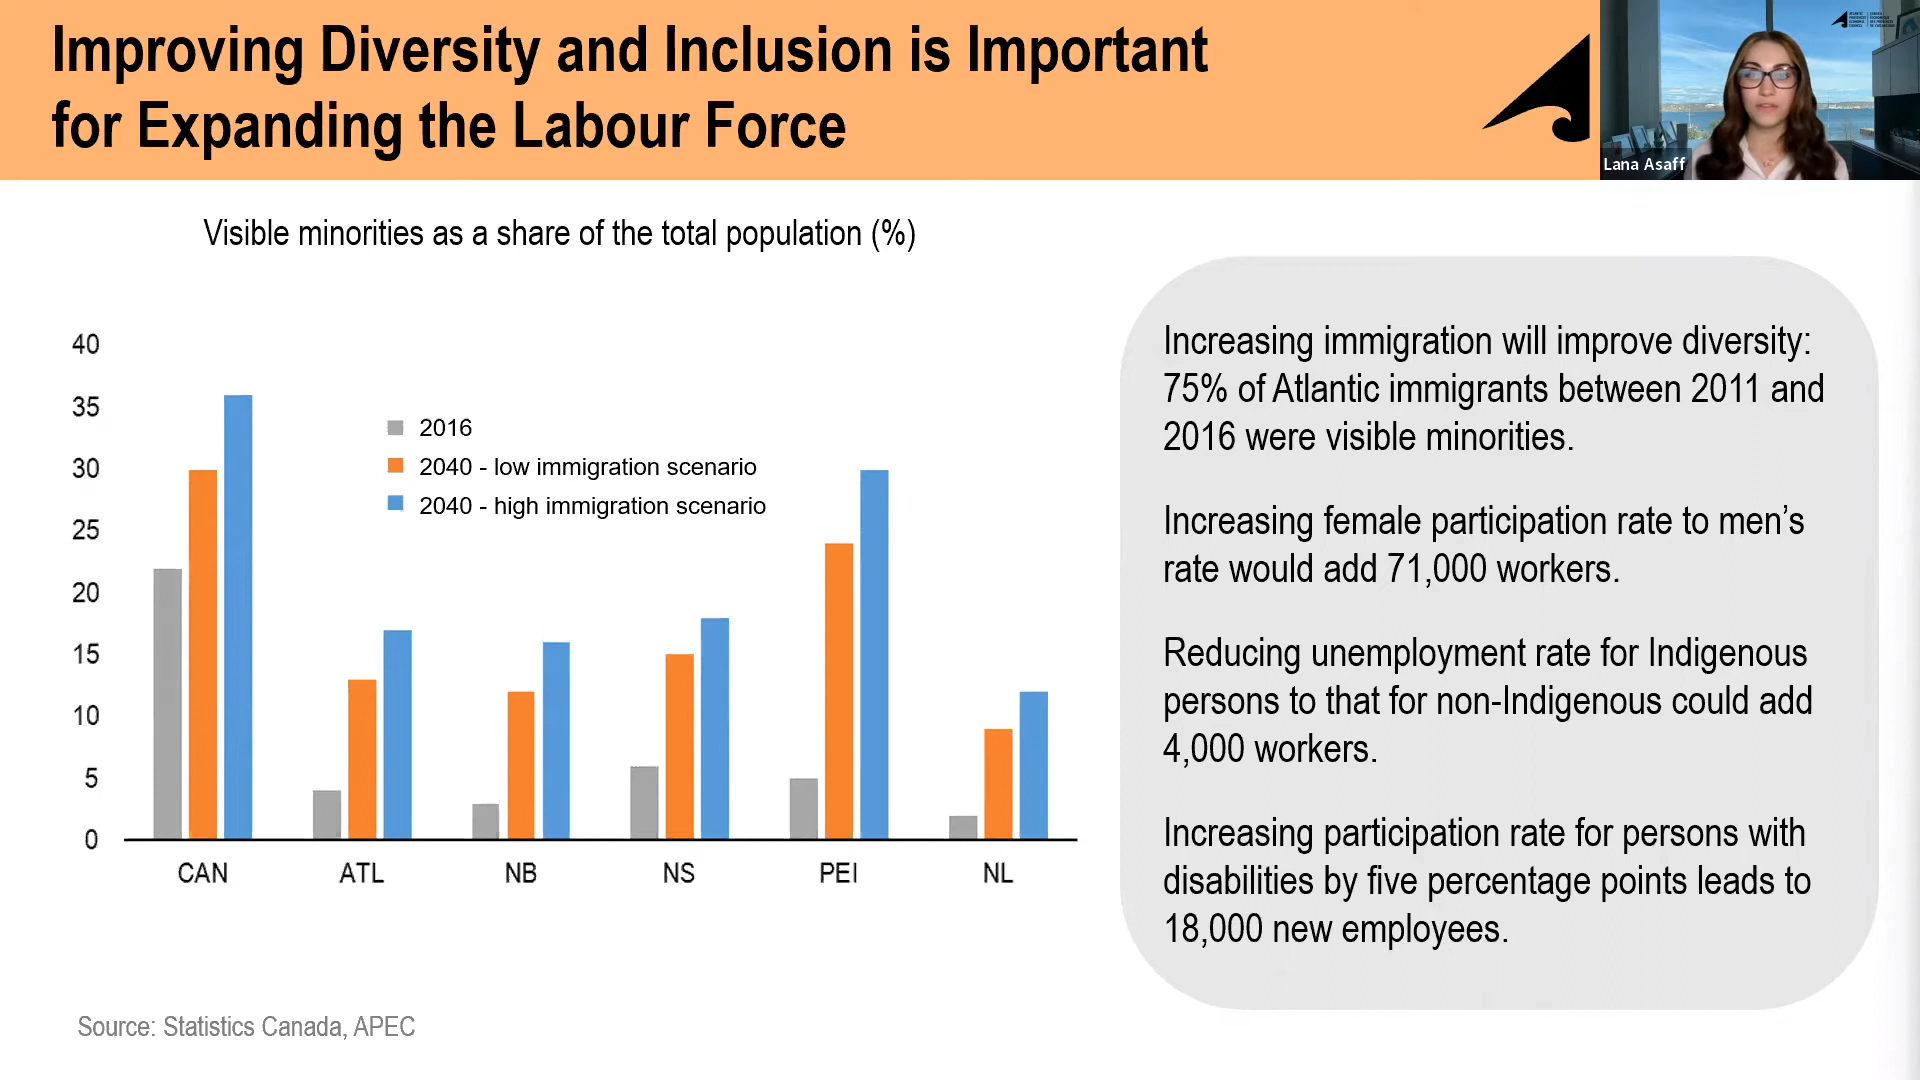 Improving Diversity and Inclusion is Important
for Expanding the Labour Force
Lana Asaff
Visible minorities as a share of the total population (%)
40
35
30
25
20
15
10
5
0
2016
2040 - low immigration scenario
2040 - high immigration scenario
CAN ATL NB NS PEI NL
Increasing immigration will improve diversity:
75% of Atlantic immigrants between 2011 and
2016 were visible minorities.
Increasing female participation rate to men’s
rate would add 71,000 workers.
Reducing unemployment rate for Indigenous
persons to that for non-Indigenous could add
4,000 workers.
Increasing participation rate for persons with
disabilities by five percentage points leads to
18,000 new employees.
Source: Statistics Canada, APEC